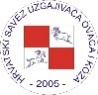 HRVATSKI SAVEZ UZGAJIVAČA OVACA I KOZA
- 2005 -